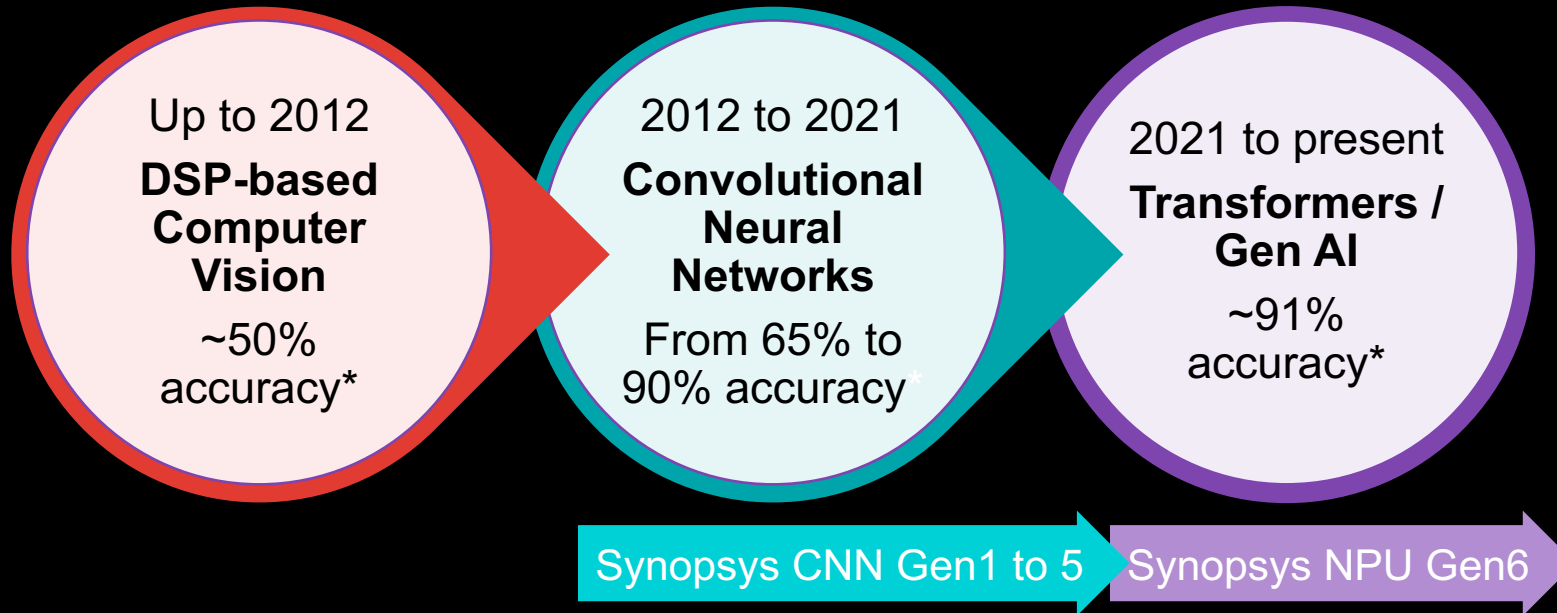 Up to 2012
DSP-based
Computer
Vision
~50%
accuracy*
2012 to 2021
Convolutional
Neural
Networks
From 65% to
90% accuracy*
2021 to present
Transformers /
Gen AI
~91%
accuracy*
Synopsys CNN Gen1 to 5
Synopsys NPU Gen6